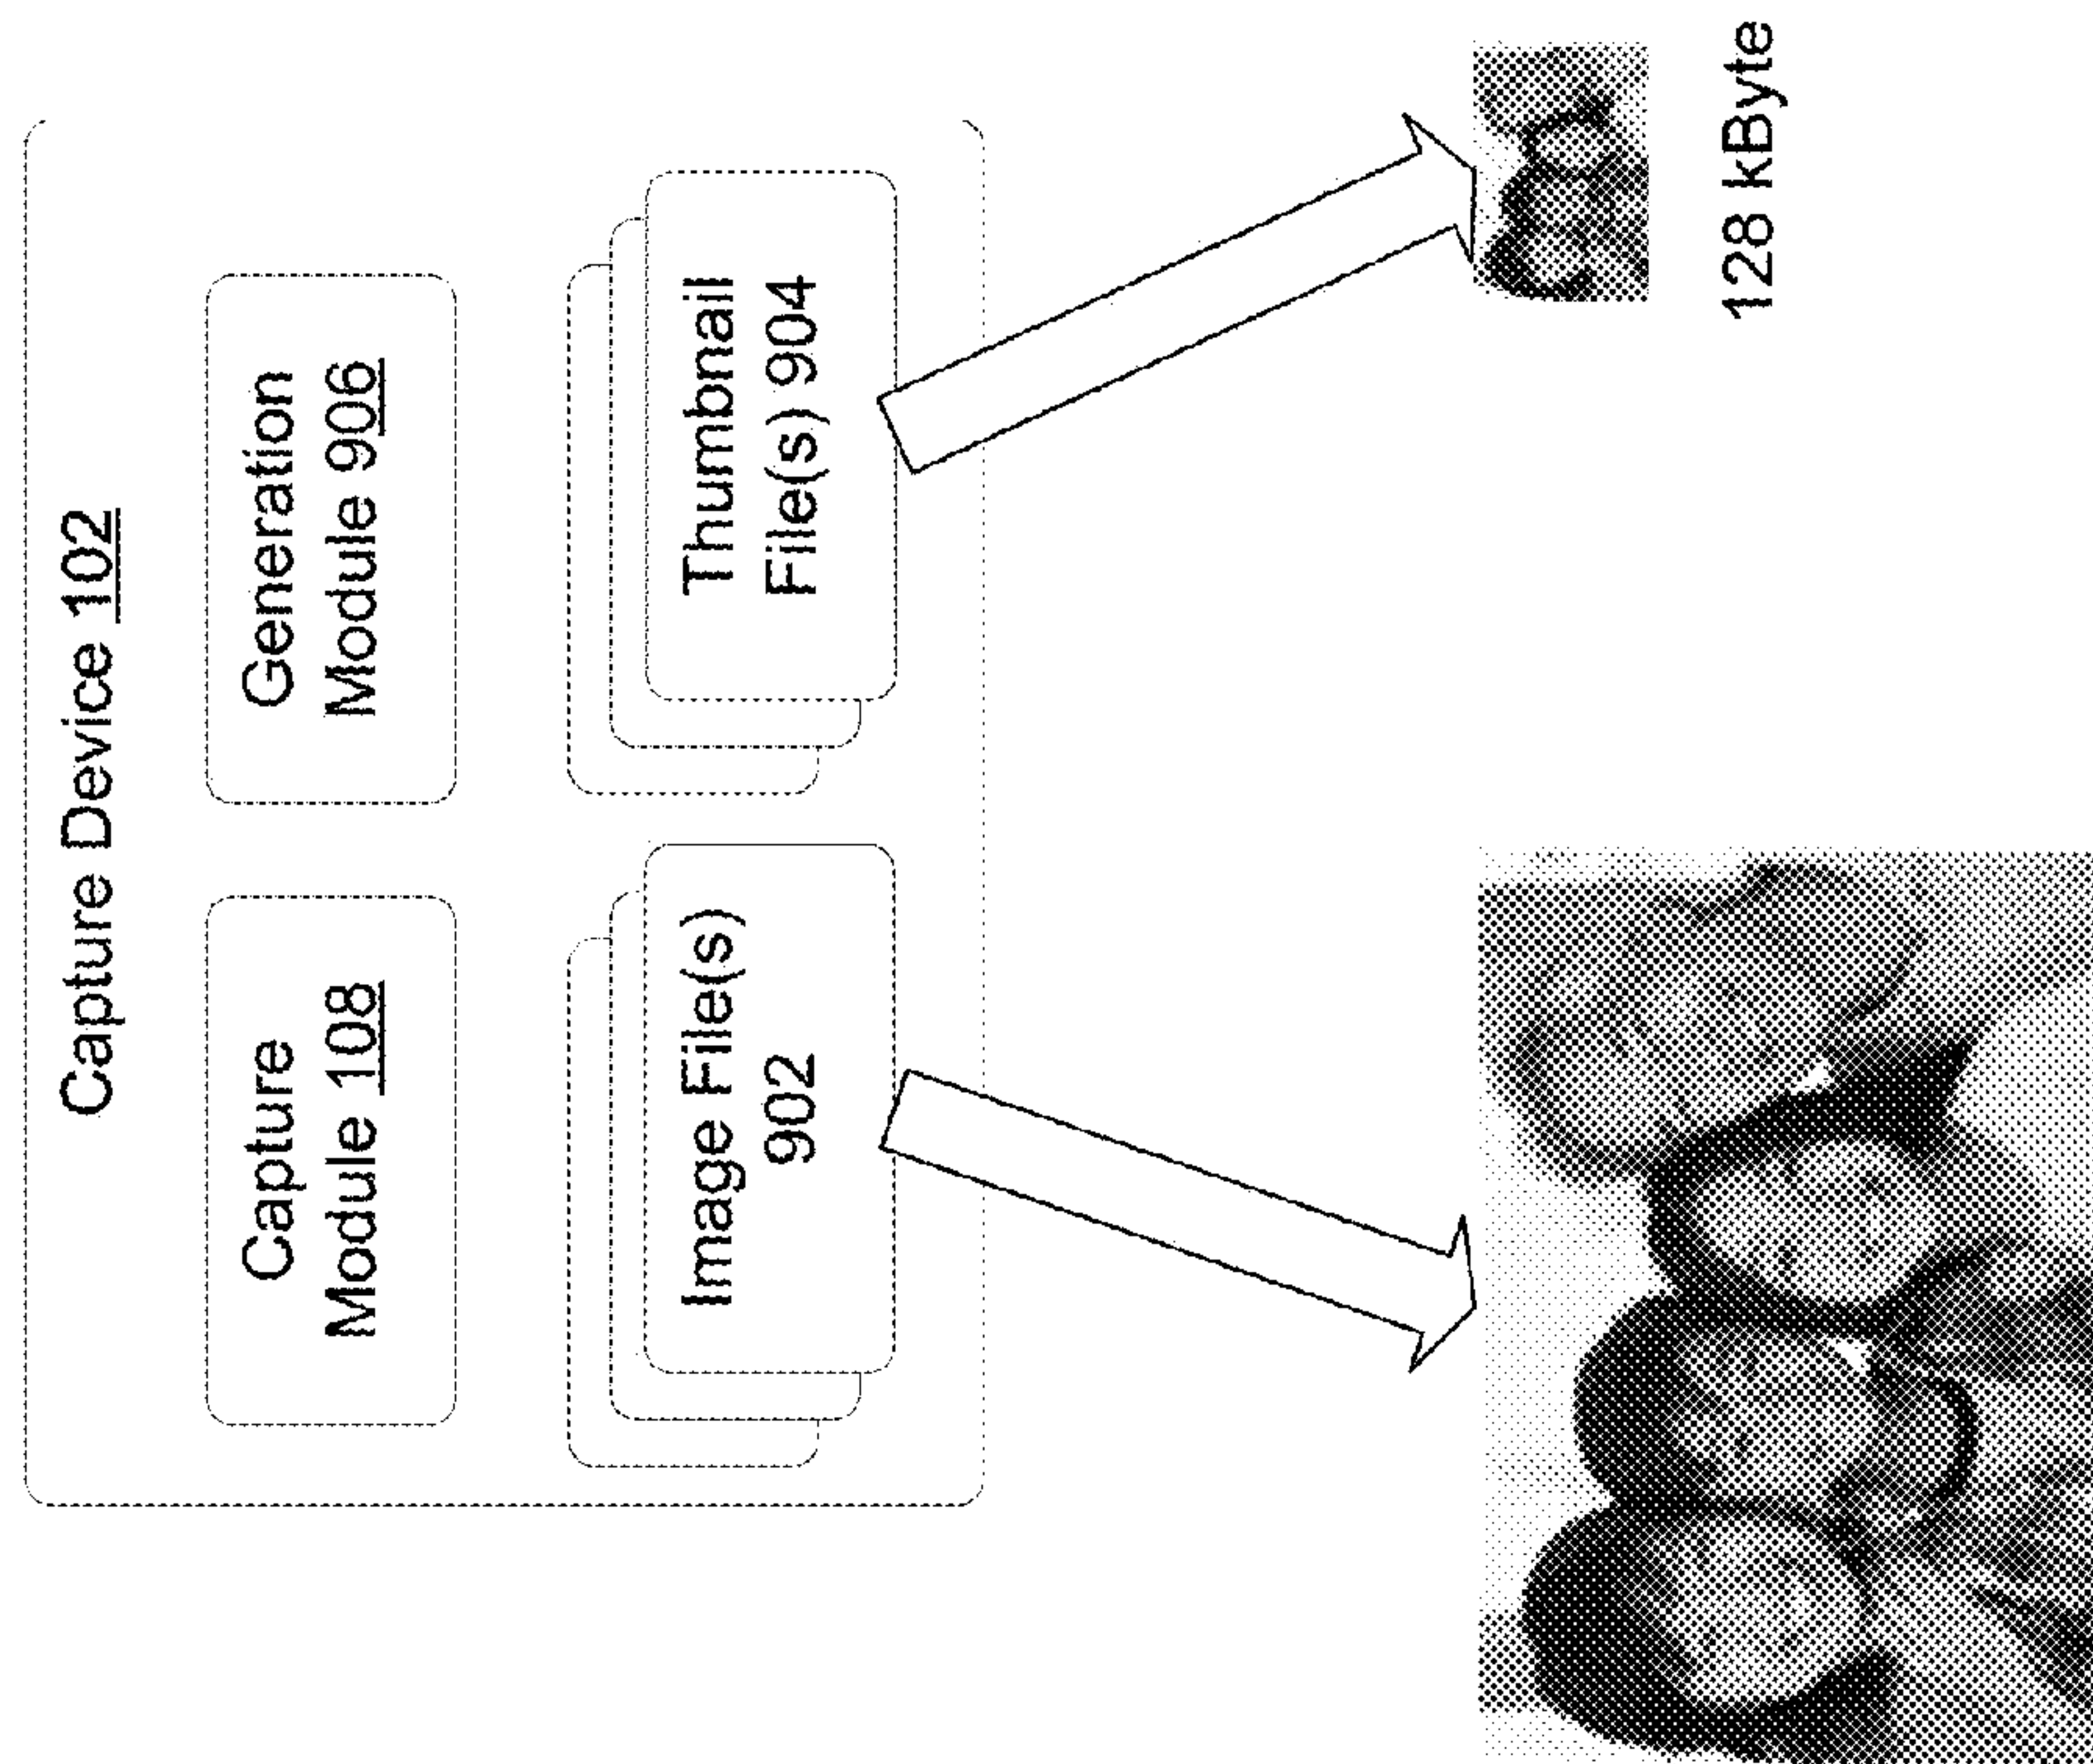 Capture Device 102
Capture
Module 108
Generation
Module 906
Image File(s)
902
Thumbnail
File(s) 904
128 kByte